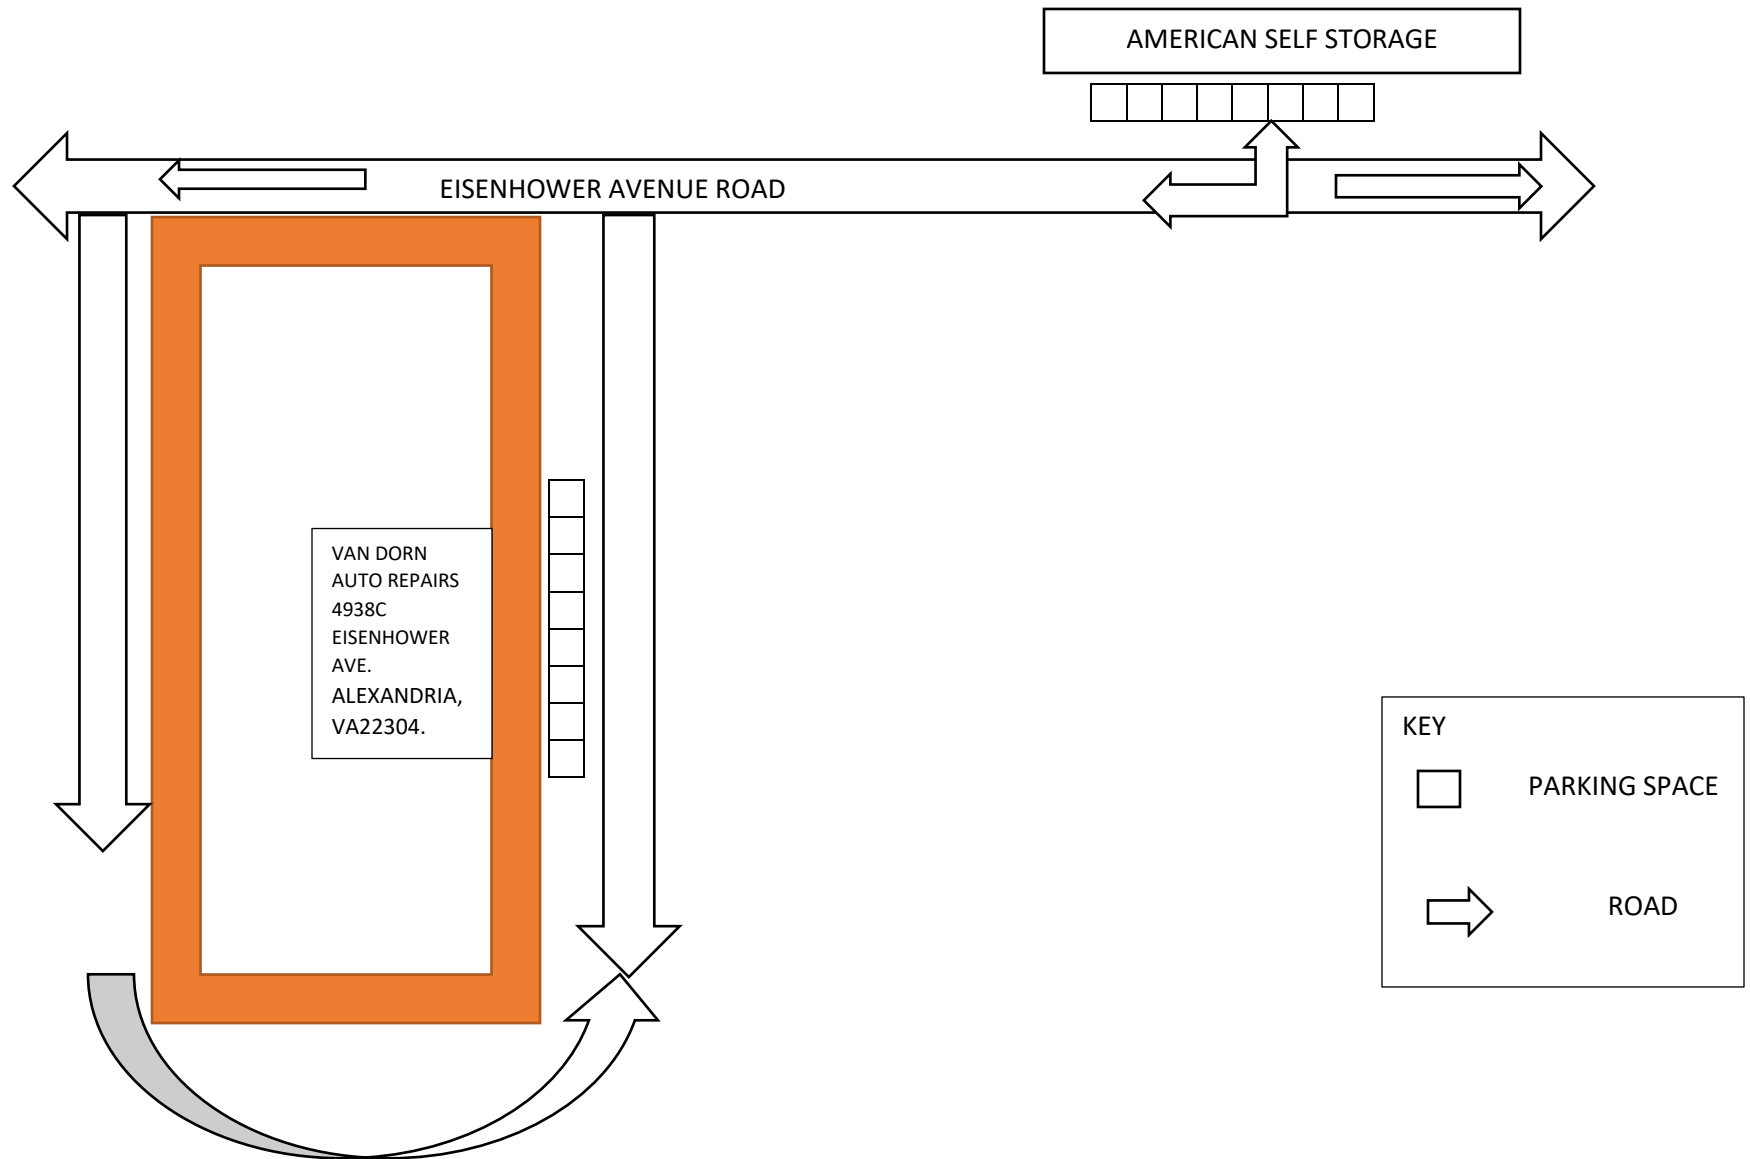 AMERICAN SELF STORAGE
EISENHOWER AVENUE ROAD
VAN DORN
AUTO REPAIRS
4938C
EISENHOWER
AVE.
ALEXANDRIA,
VA22304.
KEY
PARKING SPACE
ROAD